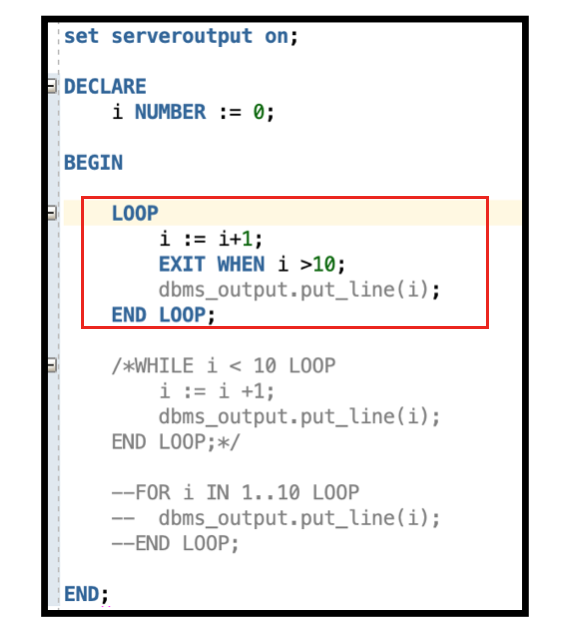 set serveroutput on;
DECLARE
i NUMBER := 0;
BEGIN
LOOP
i := i+1;
EXIT WHEN i >10;
dbms_output.put_line(i);
END LOOP;
/*WHILE i < 10 LOOP
i := i +1;
dbms_output.put_line(i);
END LOOP;*/
--FOR i IN 1..10 LOOP
--  dbms_output.put_line(i);
--END LOOP;
END;